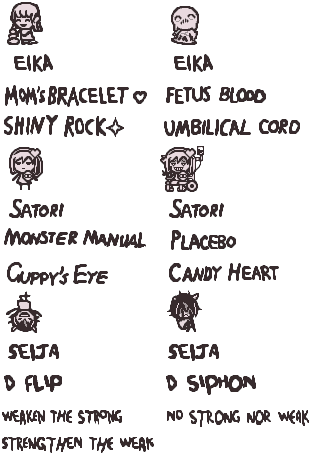 EIKA
MOM'S BRACELET ♡
SHINY ROCK✧
EIKA
FETUS BLOOD
UMBILICAL CORD
SATORI
MONSTER MANUAL
GUPPY'S EYE
SATORI
PLACEBO
CANDY HEART
SEIJA
D FLIP
WEAKEN THE STRONG
STRENGTHEN THE WEAK
SEIJA
D SIPHON
NO STRONG NOR WEAK